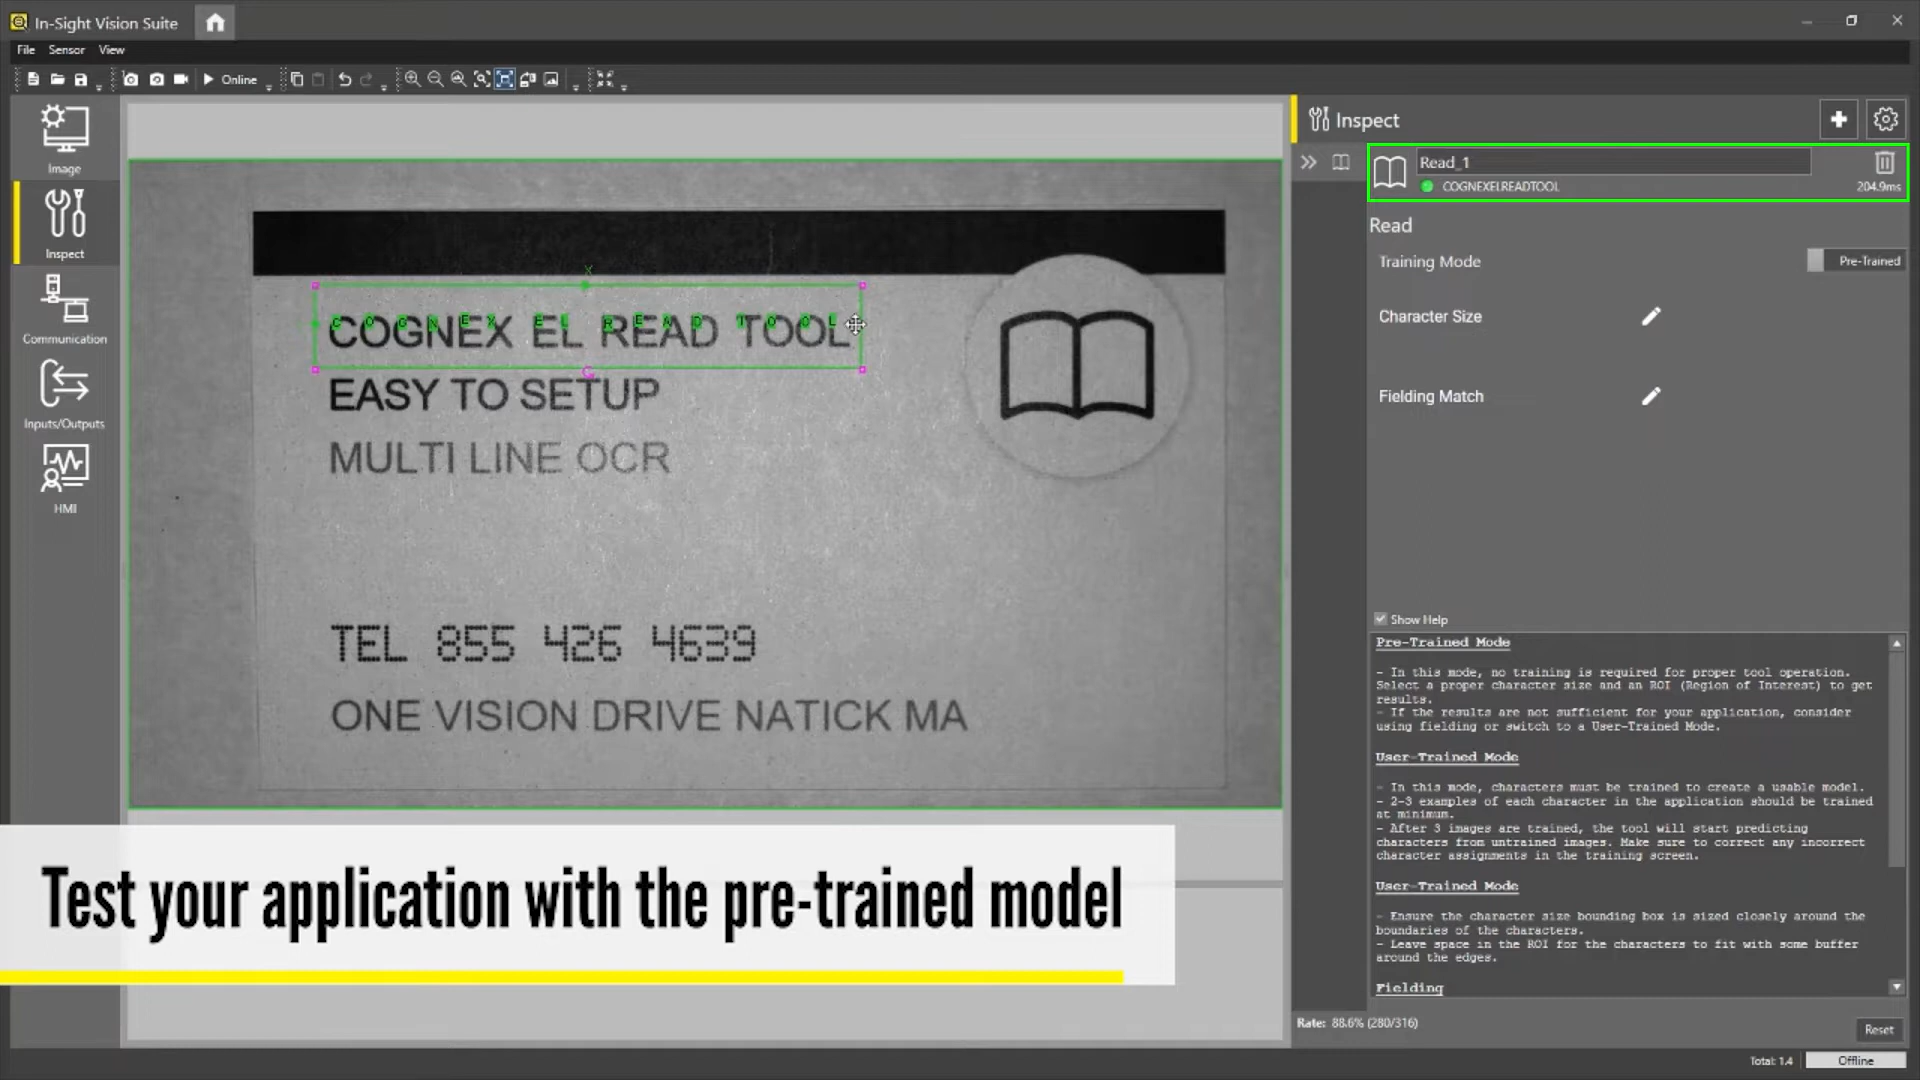 In-Sight Vision Suite
File Sensor View
Online
Image
Inspect
Communication
Inputs/Outputs
HMI
X
COGNEX EL READ TOOL
COGNEX EL READ TOOL
EASY TO SETUP
MULTI LINE OCR
TEL 855 426 4639
ONE VISION DRIVE NATICK MA
Test your application with the pre-trained model
Inspect
Read_1
COGNEXELREADTOOL 204.9ms
Read
Training Mode Pre-Trained
Character Size
Fielding Match
Show Help
Pre-Trained Mode
- In this mode, no training is required for proper tool operation.
Select a proper character size and an ROI (Region of Interest) to get
results.
- If the results are not sufficient for your application, consider
using fielding or switch to a User-Trained Mode.
User-Trained Mode
- In this mode, characters must be trained to create a usable model.
- 2-3 examples of each character in the application should be trained
at minimum.
- After 3 images are trained, the tool will start predicting
characters from untrained images. Make sure to correct any incorrect
character assignments in the training screen.
User-Trained Mode
- Ensure the character size bounding box is sized closely around the
boundaries of the characters.
- Leave space in the ROI for the characters to fit with some buffer
around the edges.
Fielding
Rate: 88.6% (280/316)
Reset
Total: 1.4 Offline